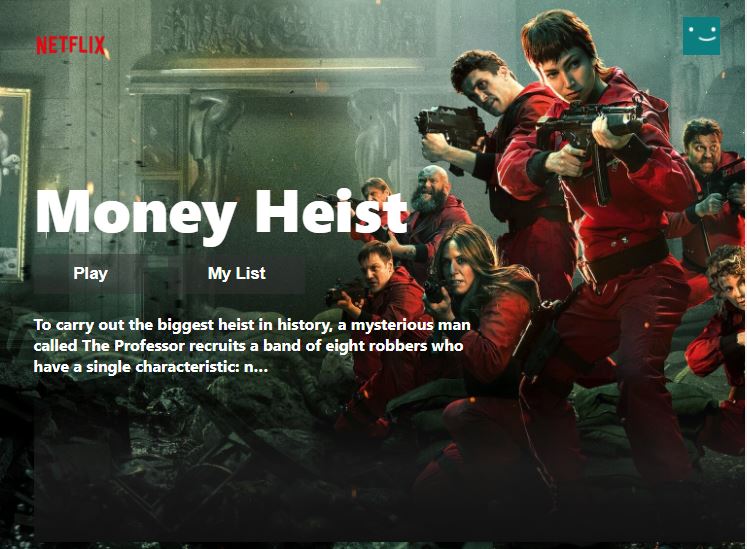 NETFLIX
Money Heist
Play
My List
To carry out the biggest heist in history, a mysterious man
called The Professor recruits a band of eight robbers who
have a single characteristic: n...